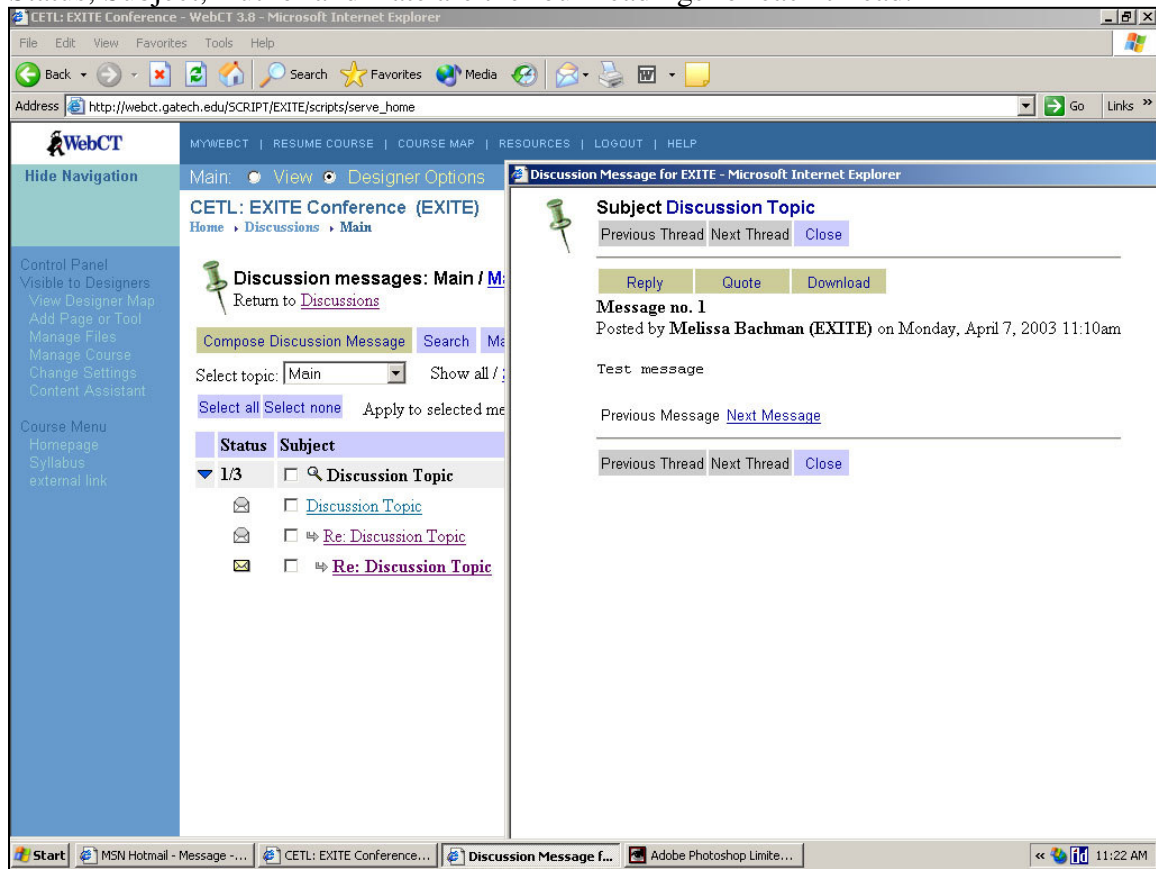 CETL: EXITE Conference - WebCT 3.8 - Microsoft Internet Explorer
File Edit View Favorites Tools Help
Back Search Favorites Media
Address http://webct.gatech.edu/SCRIPT/EXITE/scripts/serve_home Go Links »
WebCT
MYWEBCT | RESUME COURSE | COURSE MAP | RESOURCES | LOGOUT | HELP
Hide Navigation
Main: View Designer Options
CETL: EXITE Conference (EXITE)
Home Discussions Main
Control Panel
Visible to Designers
View Designer Map
Add Page or Tool
Manage Files
Manage Course
Change Settings
Content Assistant
Course Menu
Homepage
Syllabus
external link
Discussion messages: Main /
Return to Discussions
Compose Discussion Message Search
Select topic: Main Show all /
Select all Select none Apply to selected
Status Subject
1/3 Discussion Topic
Discussion Topic
Re: Discussion Topic
Re: Discussion Topic
Discussion Message for EXITE - Microsoft Internet Explorer
Subject Discussion Topic
Previous Thread Next Thread Close
Reply Quote Download
Message no. 1
Posted by Melissa Bachman (EXITE) on Monday, April 7, 2003 11:10am
Test message
Previous Message Next Message
Previous Thread Next Thread Close
Start MSN Hotmail - Message -... CETL: EXITE Conference... Discussion Message f... Adobe Photoshop Limite... « 11:22 AM